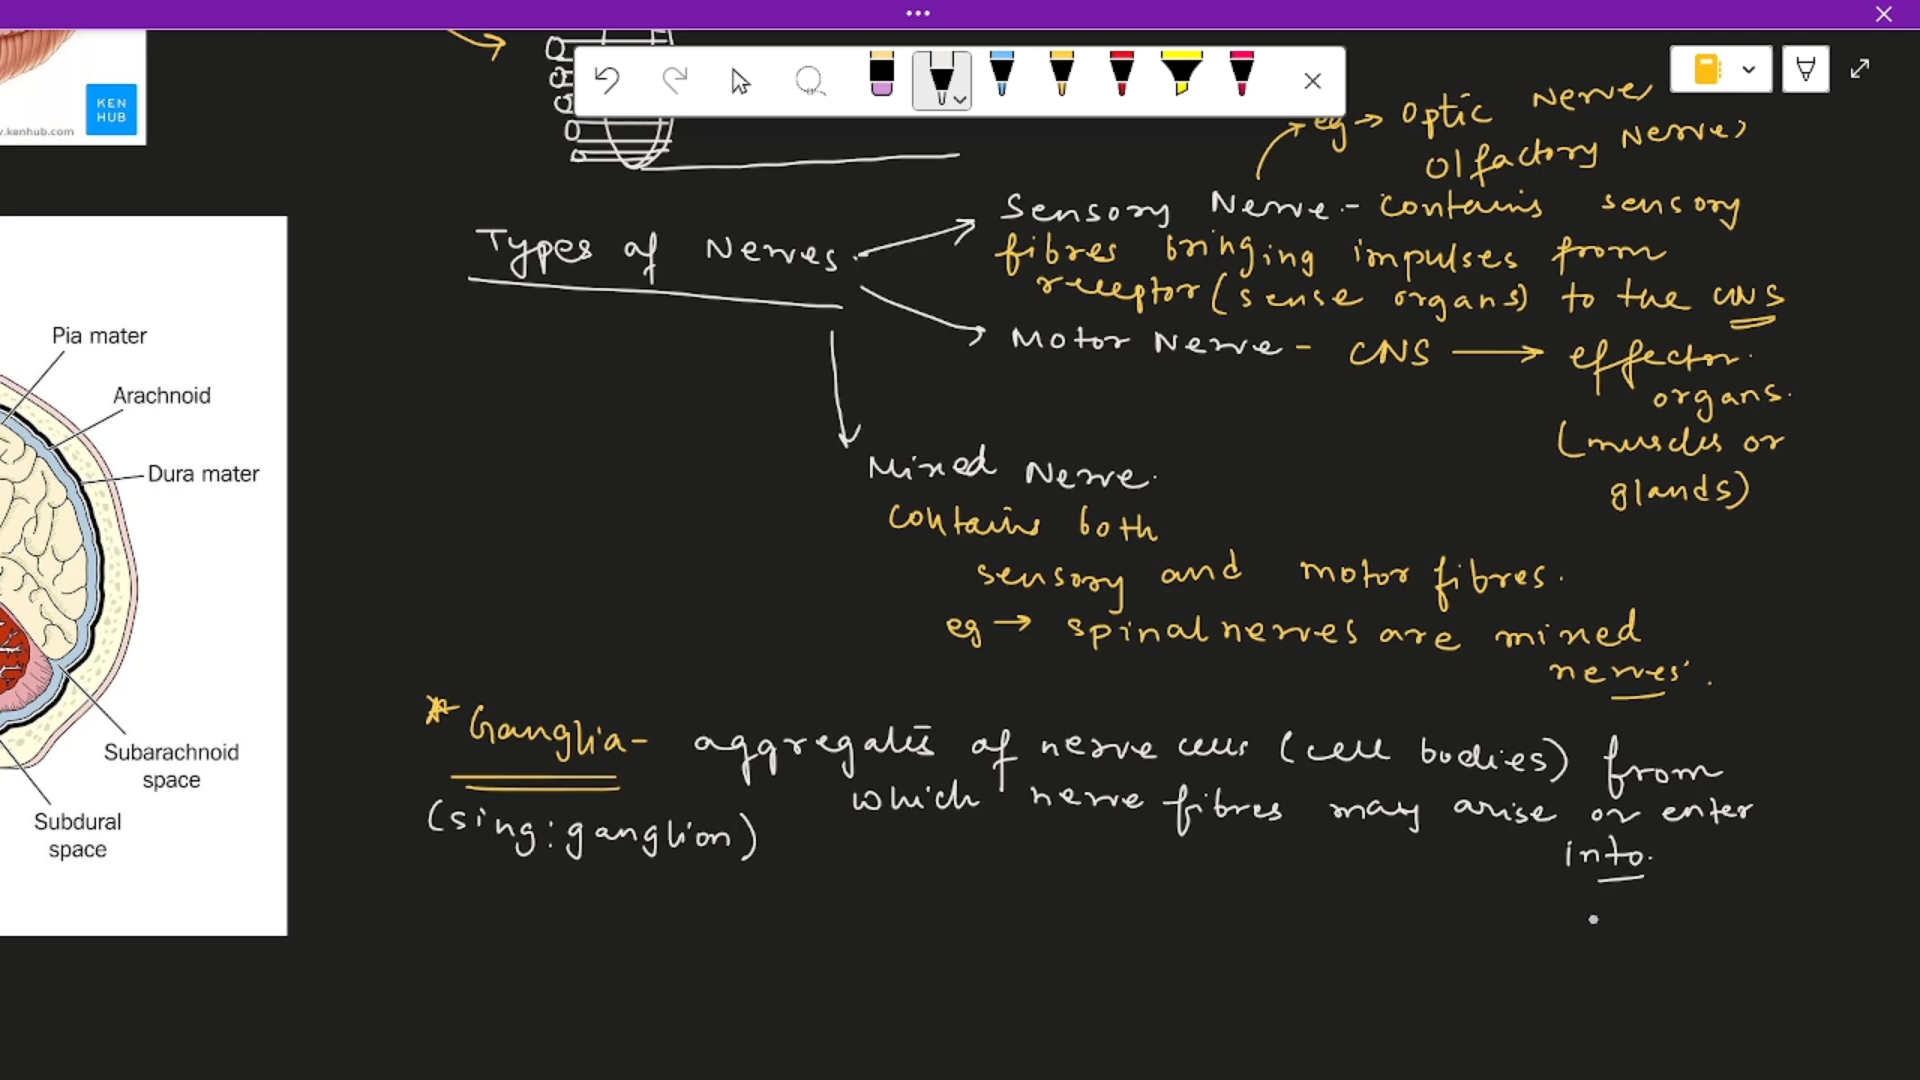 KEN
HUB
w.kenhub.com
eg → Optic Nerve,
Olfactory Nerve,
Types of Nerves.
Sensory Nerve - contains sensory
fibres bringing impulses from
receptor (sense organs) to the CNS
Motor Nerve - CNS → effector
organs.
(muscles or
glands)
Mixed Nerve.
contains both
sensory and motor fibres.
eg → spinal nerves are mixed
nerves.
* Ganglia - aggregates of nerve cells (cell bodies) from
which nerve fibres may arise or enter
into.
(sing: ganglion)
Pia mater
Arachnoid
Dura mater
Subarachnoid
space
Subdural
space